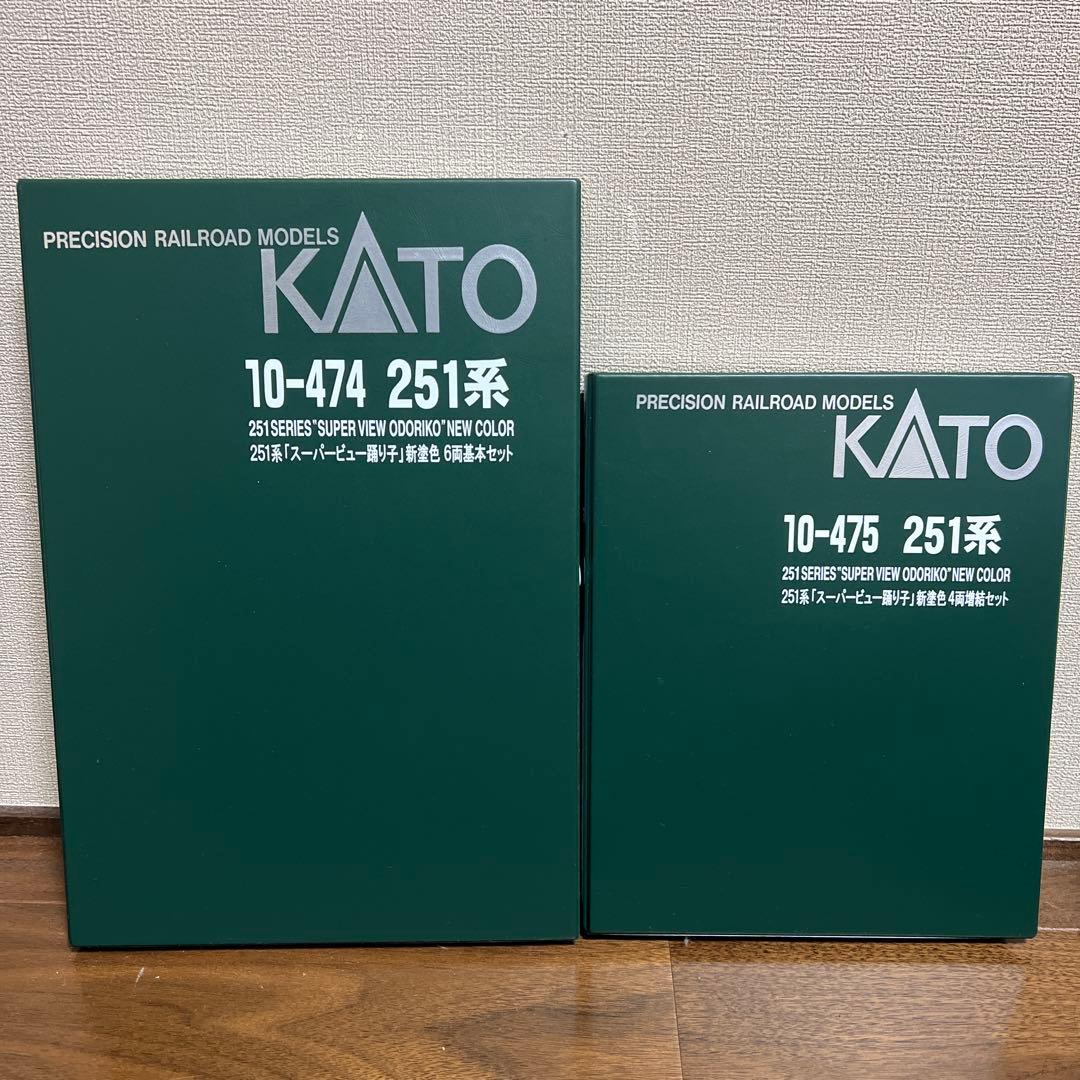 PRECISION RAILROAD MODELS
KATO
10-474 251系
251 SERIES "SUPER VIEW ODORIKO" NEW COLOR
251系「スーパービュー踊り子」新塗色 6両基本セット
PRECISION RAILROAD MODELS
KATO
10-475 251系
251 SERIES "SUPER VIEW ODORIKO" NEW COLOR
251系「スーパービュー踊り子」新塗色 4両増結セット